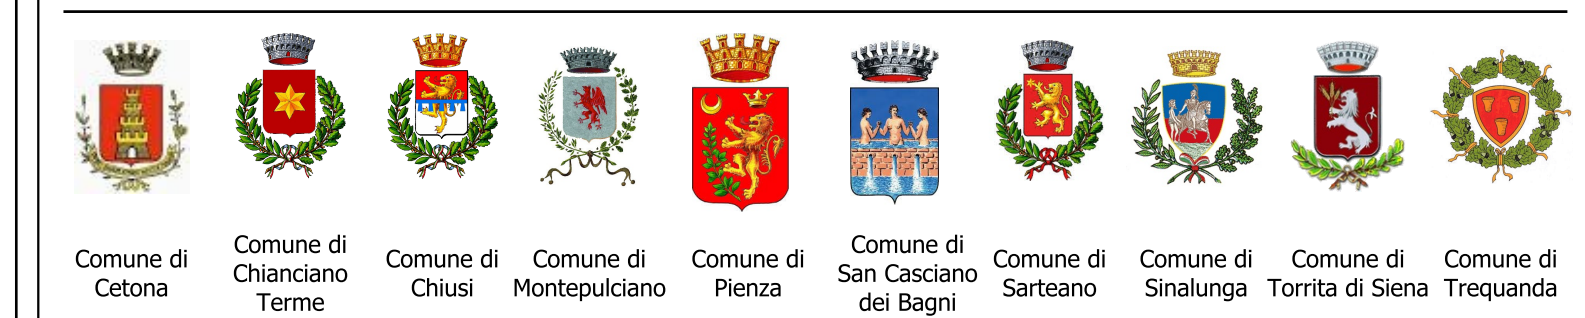 Comune di
Cetona
Comune di
Chianciano
Terme
Comune di
Chiusi
Comune di
Montepulciano
Comune di
Pienza
Comune di
San Casciano
dei Bagni
Comune di
Sarteano
Comune di
Sinalunga
Comune di
Torrita di Siena
Comune di
Trequanda